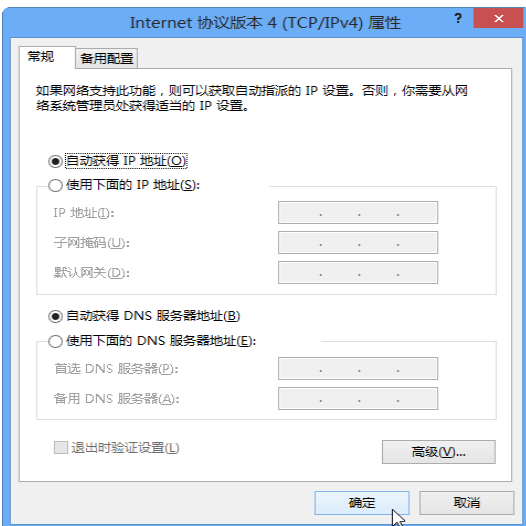 Internet 协议版本 4 (TCP/IPv4) 属性
?
×
常规
备用配置
如果网络支持此功能，则可以获取自动指派的 IP 设置。否则，你需要从网
络系统管理员处获得适当的 IP 设置。
自动获得 IP 地址(O)
使用下面的 IP 地址(S):
IP 地址(I):
. . .
子网掩码(U):
. . .
默认网关(D):
. . .
自动获得 DNS 服务器地址(B)
使用下面的 DNS 服务器地址(E):
首选 DNS 服务器(P):
. . .
备用 DNS 服务器(A):
. . .
退出时验证设置(L)
高级(V)...
确定
取消